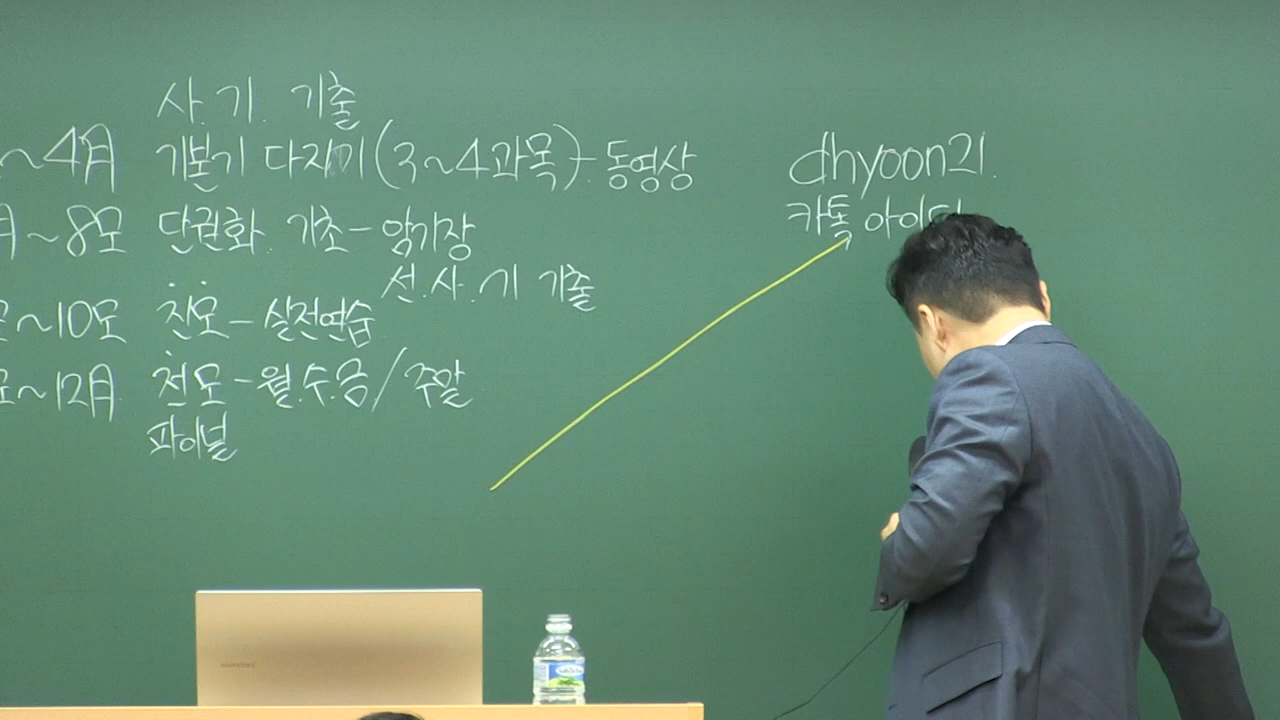 사.기. 기출
~4月 기본기 다지기(3~4과목)-동영상
月~8모 단권화 기초-암기장
선.사.기 기출
~10모 진모-실전연습
~12月 전모-월.수.금/주말
파이널
dhyoon21.
카톡 아이디
SAMSUNG